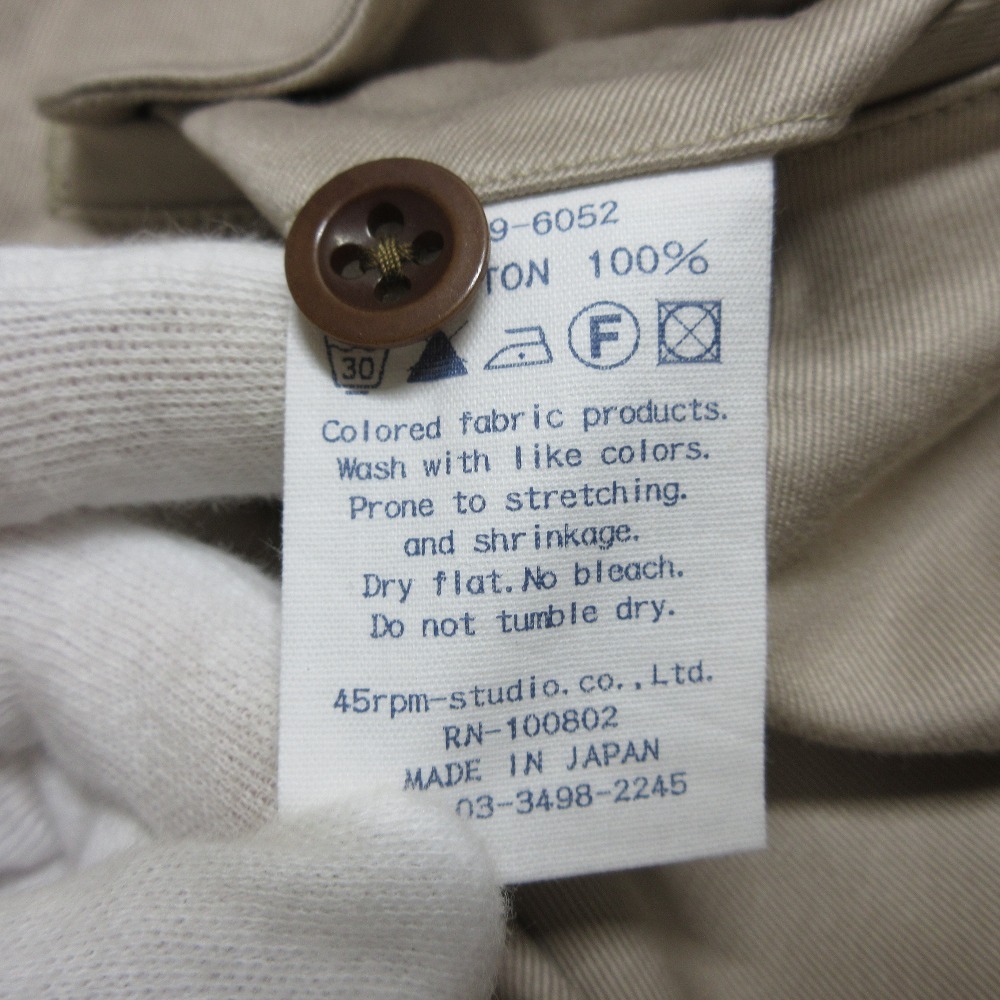 9-6052
TON 100%
30 F
Colored fabric products.
Wash with like colors.
Prone to stretching.
and shrinkage.
Dry flat.No bleach.
Do not tumble dry.
45rpm-studio.co.,Ltd.
RN-100802
MADE IN JAPAN
03-3498-2245